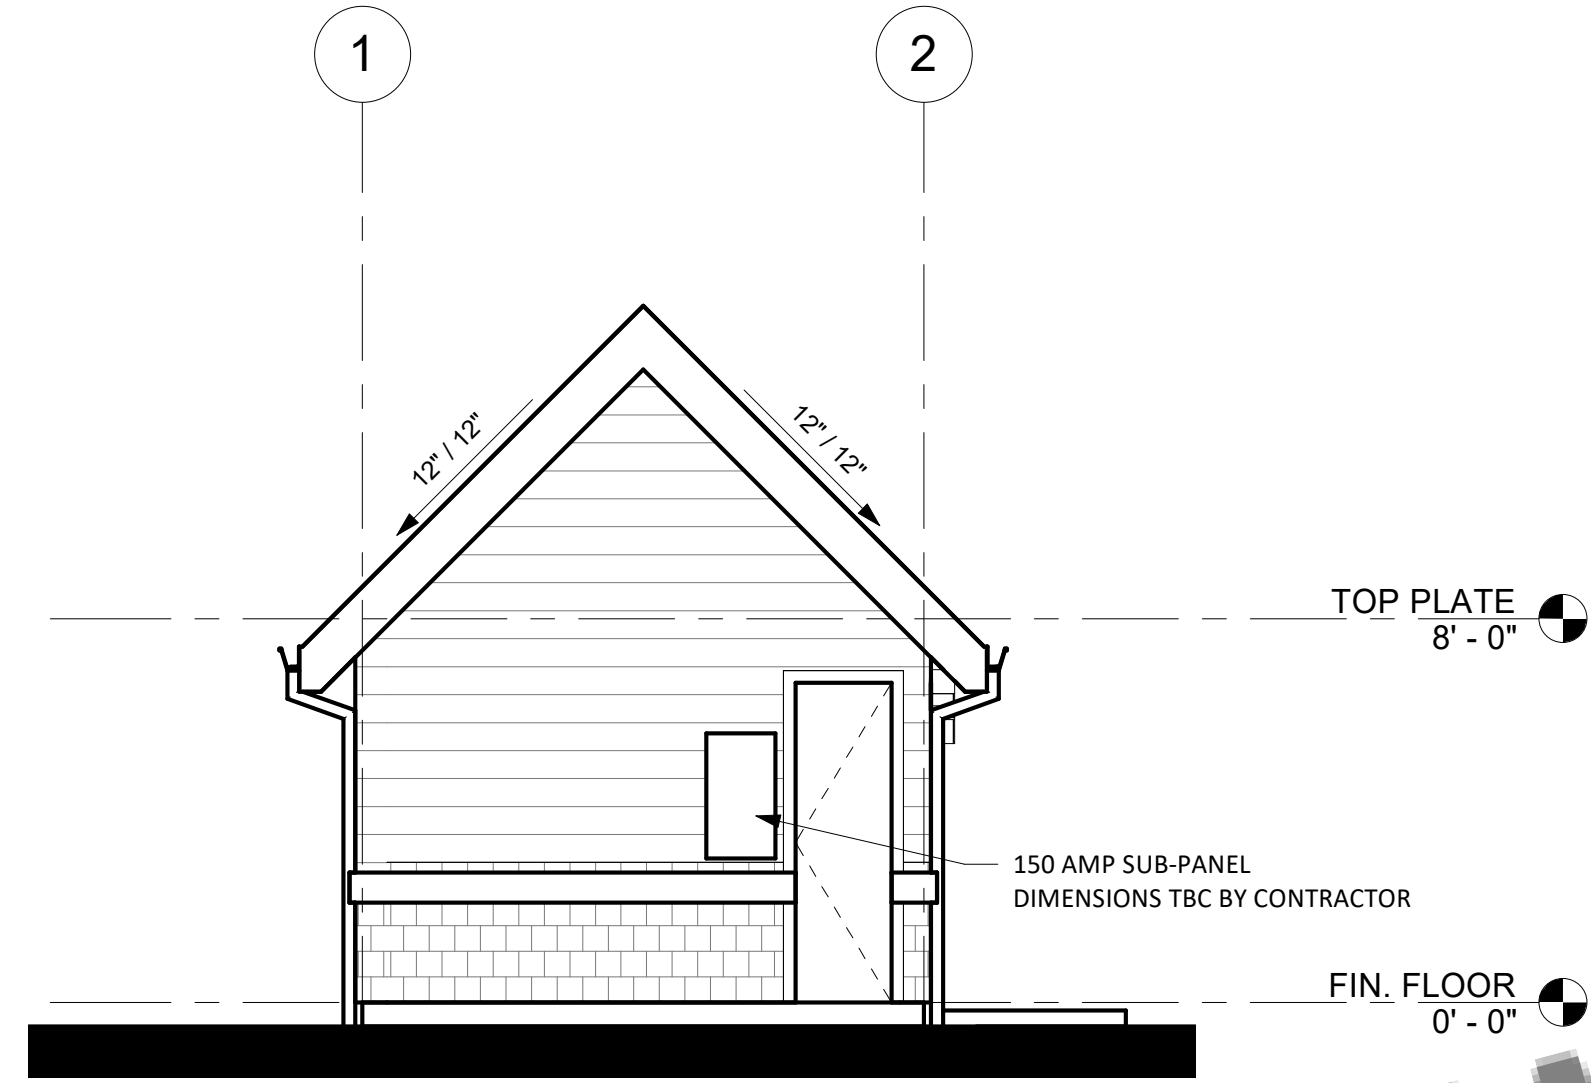 1
2
12" / 12"
12" / 12"
TOP PLATE
8' - 0"
150 AMP SUB-PANEL
DIMENSIONS TBC BY CONTRACTOR
FIN. FLOOR
0' - 0"